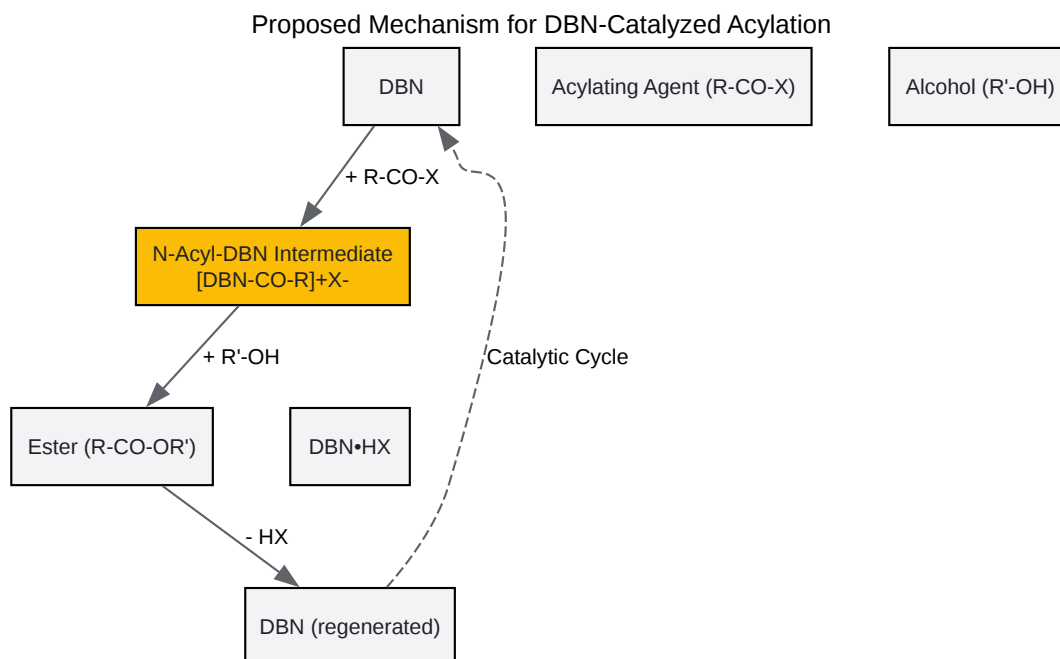 Proposed Mechanism for DBN-Catalyzed Acylation
DBN
Acylating Agent (R-CO-X)
Alcohol (R'-OH)
+ R-CO-X
N-Acyl-DBN Intermediate
[DBN-CO-R]+X-
+ R'-OH
Catalytic Cycle
Ester (R-CO-OR')
DBN•HX
- HX
DBN (regenerated)